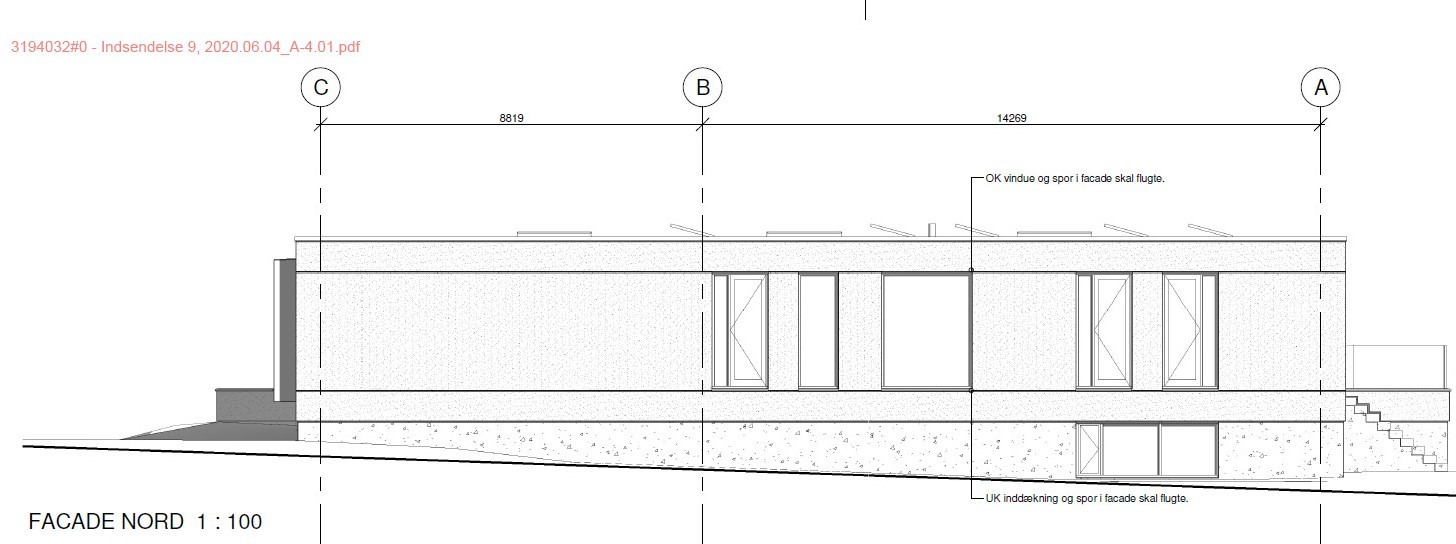 3194032#0 - Indsendelse 9, 2020.06.04_A-4.01.pdf
C B A
8819 14269
OK vindue og spor i facade skal flugte.
UK inddækning og spor i facade skal flugte.
FACADE NORD 1 : 100